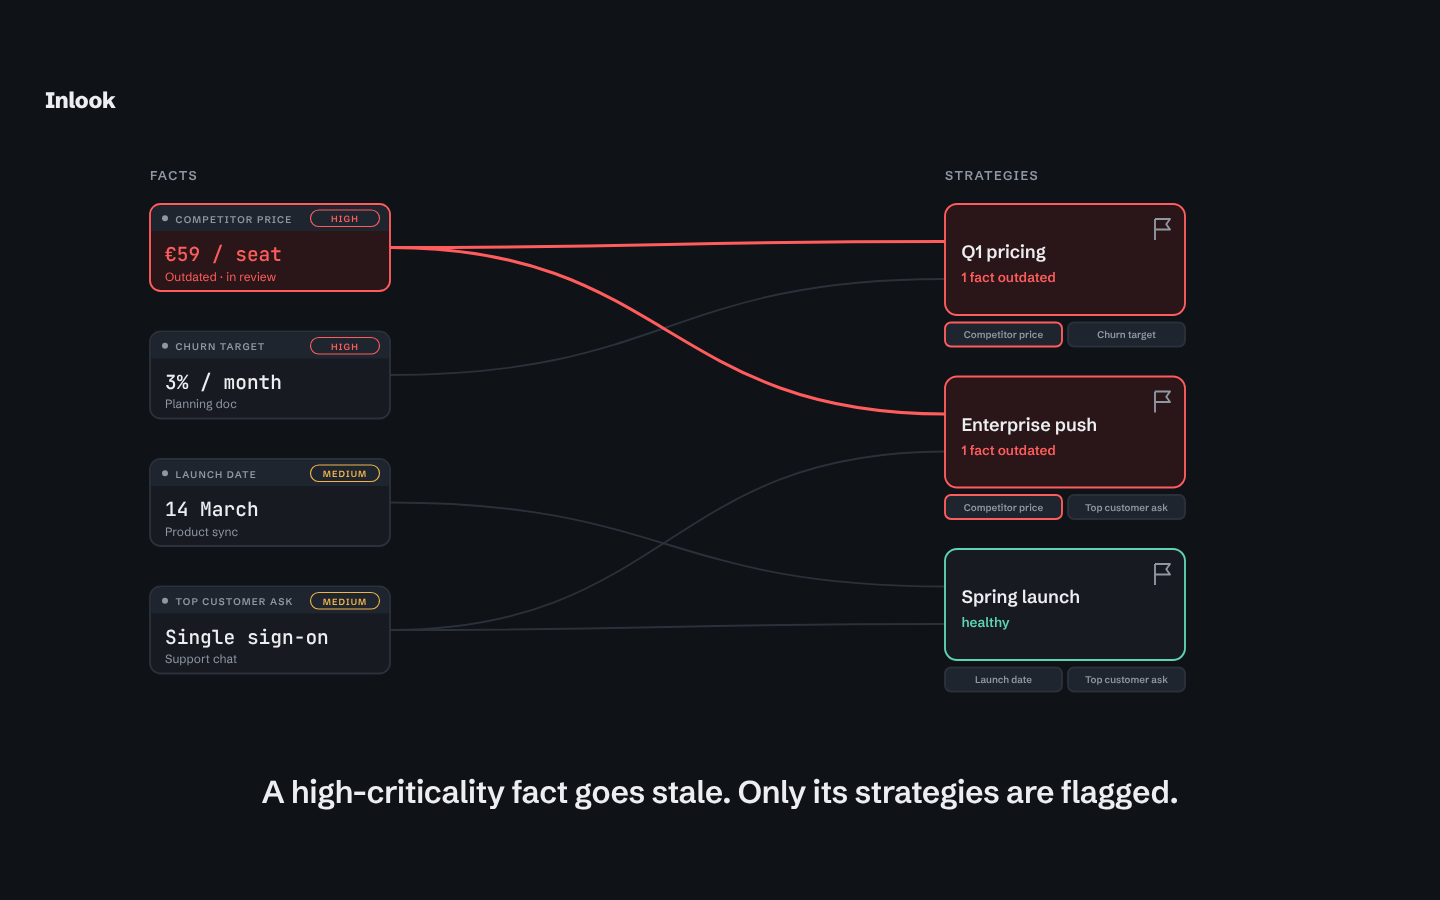 Inlook
FACTS
COMPETITOR PRICE
HIGH
€59 / seat
Outdated · in review
CHURN TARGET
HIGH
3% / month
Planning doc
LAUNCH DATE
MEDIUM
14 March
Product sync
TOP CUSTOMER ASK
MEDIUM
Single sign-on
Support chat
STRATEGIES
Q1 pricing
1 fact outdated
Competitor price
Churn target
Enterprise push
1 fact outdated
Competitor price
Top customer ask
Spring launch
healthy
Launch date
Top customer ask
A high-criticality fact goes stale. Only its strategies are flagged.